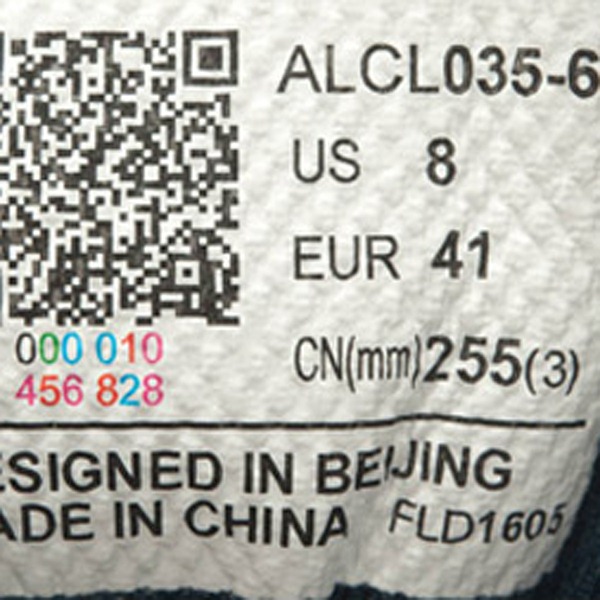 ALCL035-6
US 8
EUR 41
CN(mm)255(3)
000 010
456 828
ESIGNED IN BEIJING
ADE IN CHINA FLD1605